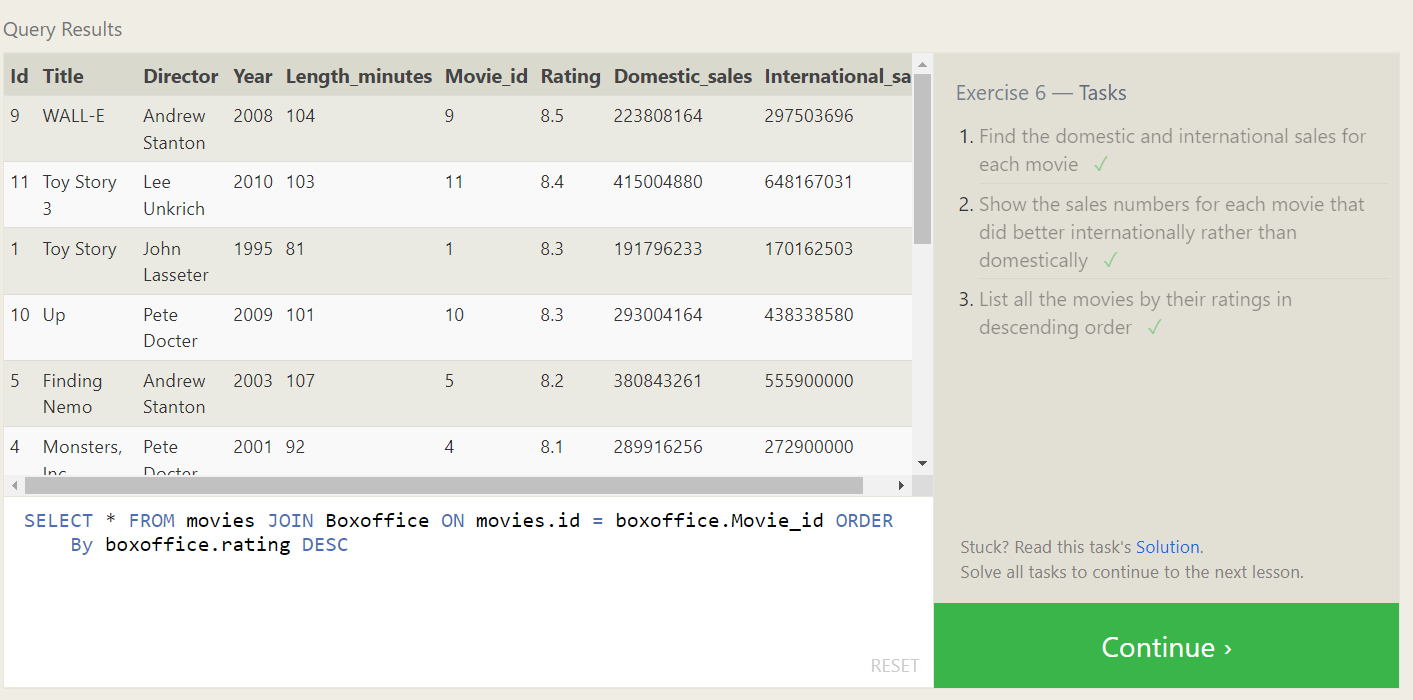 Query Results
Id Title Director Year Length_minutes Movie_id Rating Domestic_sales International_sa
9 WALL-E Andrew 2008 104 9 8.5 223808164 297503696
Stanton
11 Toy Story Lee 2010 103 11 8.4 415004880 648167031
3 Unkrich
1 Toy Story John 1995 81 1 8.3 191796233 170162503
Lasseter
10 Up Pete 2009 101 10 8.3 293004164 438338580
Docter
5 Finding Andrew 2003 107 5 8.2 380843261 555900000
Nemo Stanton
4 Monsters, Pete 2001 92 4 8.1 289916256 272900000
Inc. Docter
SELECT * FROM movies JOIN Boxoffice ON movies.id = boxoffice.Movie_id ORDER
By boxoffice.rating DESC
RESET
Exercise 6 — Tasks
1. Find the domestic and international sales for
each movie ✓
2. Show the sales numbers for each movie that
did better internationally rather than
domestically ✓
3. List all the movies by their ratings in
descending order ✓
Stuck? Read this task's Solution.
Solve all tasks to continue to the next lesson.
Continue ›